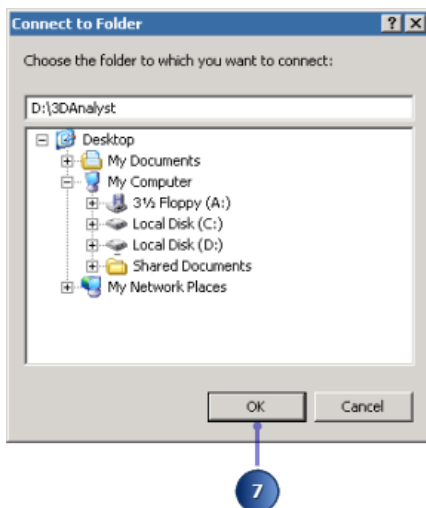 Connect to Folder
Choose the folder to which you want to connect:
D:\3DAnalyst
Desktop
My Documents
My Computer
3½ Floppy (A:)
Local Disk (C:)
Local Disk (D:)
Shared Documents
My Network Places
OK Cancel
7